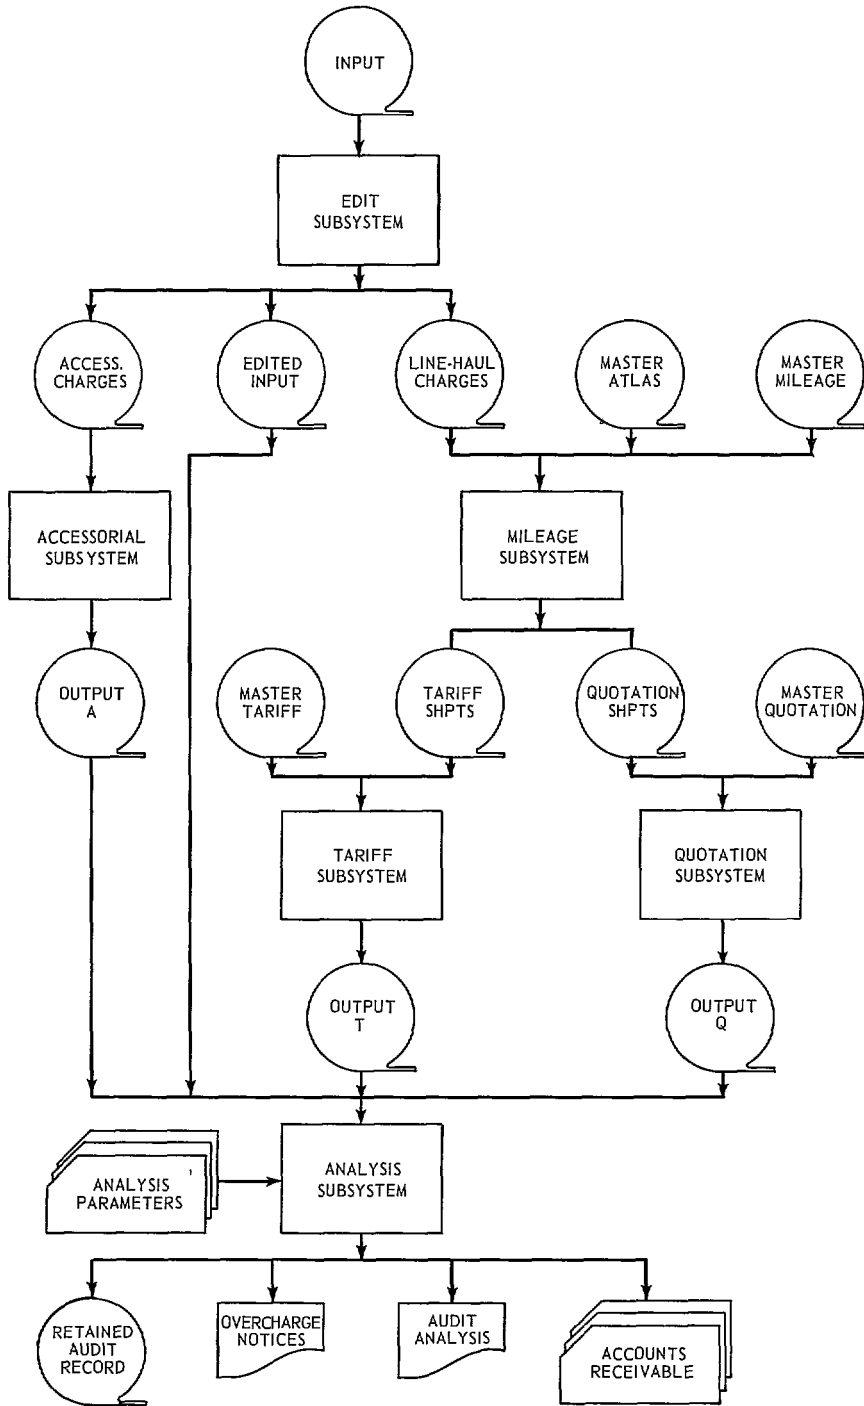 INPUT
EDIT
SUBSYSTEM
ACCESS.
CHARGES
EDITED
INPUT
LINE-HAUL
CHARGES
MASTER
ATLAS
MASTER
MILEAGE
ACCESSORIAL
SUBSYSTEM
MILEAGE
SUBSYSTEM
OUTPUT
A
MASTER
TARIFF
TARIFF
SHPTS
QUOTATION
SHPTS
MASTER
QUOTATION
TARIFF
SUBSYSTEM
QUOTATION
SUBSYSTEM
OUTPUT
T
OUTPUT
Q
ANALYSIS
PARAMETERS
ANALYSIS
SUBSYSTEM
RETAINED
AUDIT
RECORD
OVERCHARGE
NOTICES
AUDIT
ANALYSIS
ACCOUNTS
RECEIVABLE